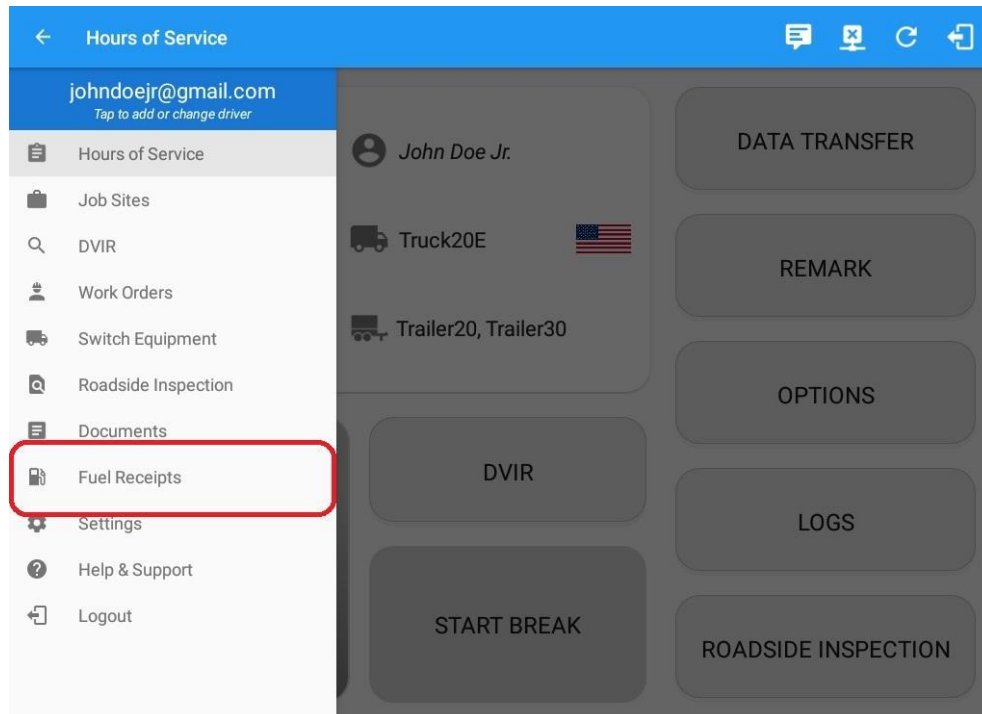 Hours of Service
johndoejr@gmail.com
Tap to add or change driver
Hours of Service
Job Sites
DVIR
Work Orders
Switch Equipment
Roadside Inspection
Documents
Fuel Receipts
Settings
Help & Support
Logout
John Doe Jr.
Truck20E
Trailer20, Trailer30
DVIR
START BREAK
DATA TRANSFER
REMARK
OPTIONS
LOGS
ROADSIDE INSPECTION